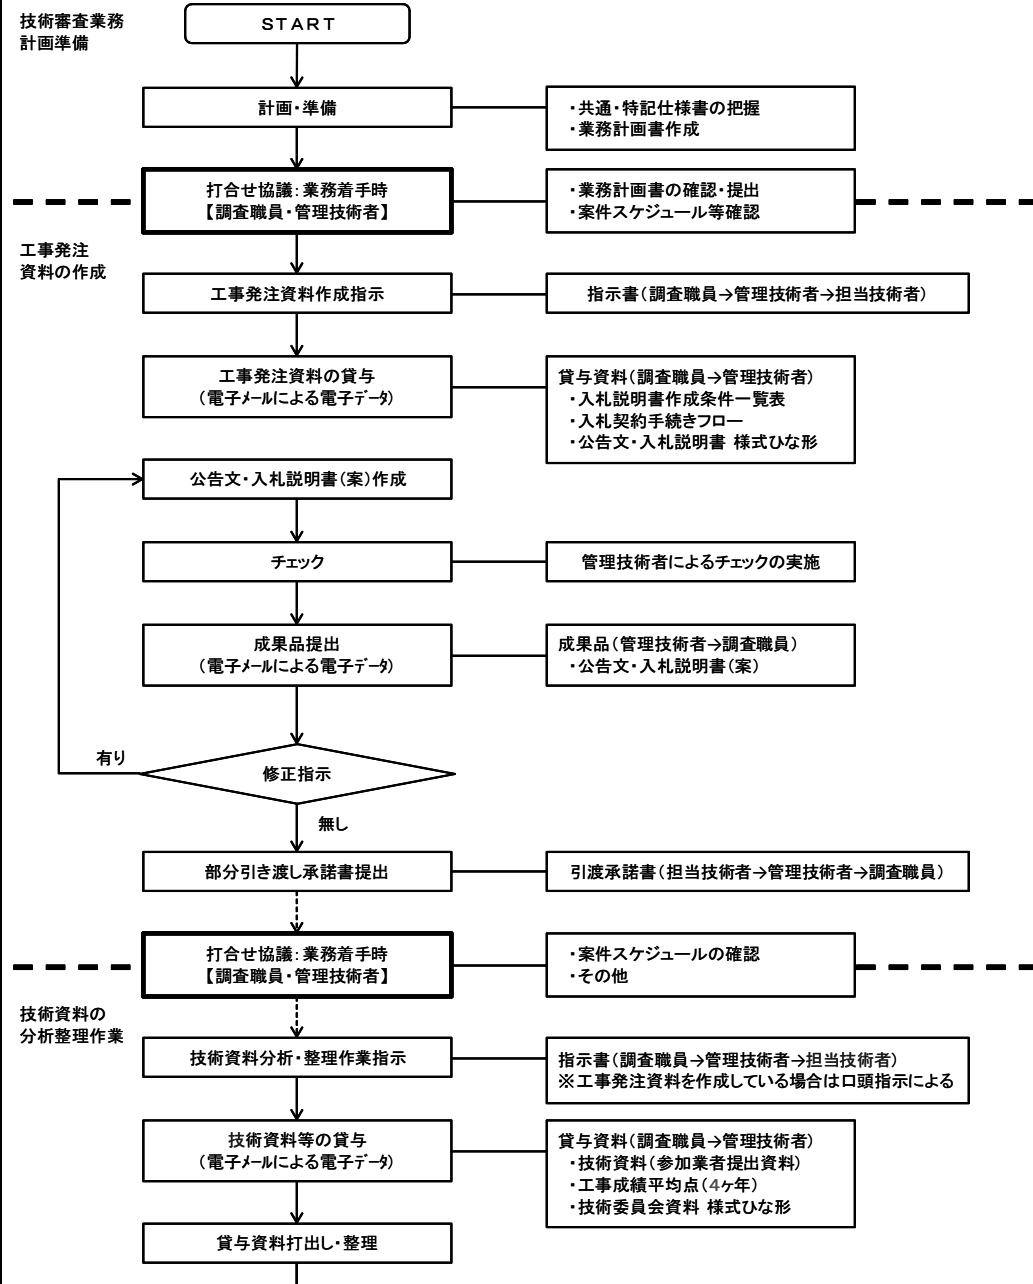 技術審査業務
計画準備
START
計画・準備
・共通・特記仕様書の把握
・業務計画書作成
打合せ協議：業務着手時
【調査職員・管理技術者】
・業務計画書の確認・提出
・案件スケジュール等確認
工事発注
資料の作成
工事発注資料作成指示
指示書（調査職員→管理技術者→担当技術者）
工事発注資料の貸与
（電子メールによる電子データ）
貸与資料（調査職員→管理技術者）
・入札説明書作成条件一覧表
・入札契約手続きフロー
・公告文・入札説明書 様式ひな形
公告文・入札説明書（案）作成
チェック
管理技術者によるチェックの実施
成果品提出
（電子メールによる電子データ）
成果品（管理技術者→調査職員）
・公告文・入札説明書（案）
有り
修正指示
無し
部分引き渡し承諾書提出
引渡承諾書（担当技術者→管理技術者→調査職員）
打合せ協議：業務着手時
【調査職員・管理技術者】
・案件スケジュールの確認
・その他
技術資料の
分析整理作業
技術資料分析・整理作業指示
指示書（調査職員→管理技術者→担当技術者）
※工事発注資料を作成している場合は口頭指示による
技術資料等の貸与
（電子メールによる電子データ）
貸与資料（調査職員→管理技術者）
・技術資料（参加業者提出資料）
・工事成績平均点（4ヶ年）
・技術委員会資料 様式ひな形
貸与資料打出し・整理